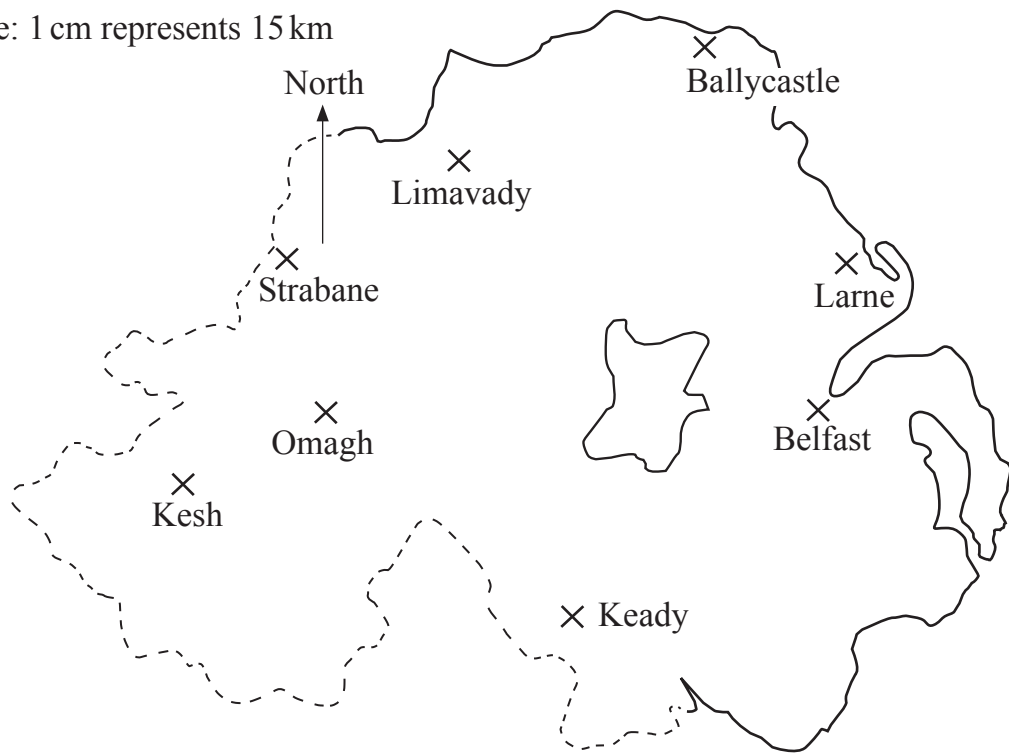 e: 1 cm represents 15 km
North
Ballycastle
Limavady
Strabane
Larne
Omagh
Belfast
Kesh
Keady